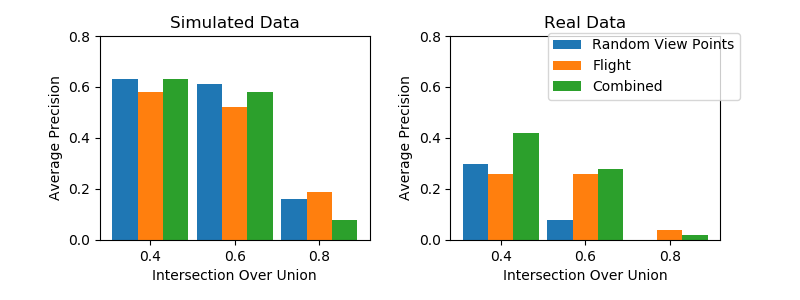 Simulated Data
Average Precision
0.8
0.6
0.4
0.2
0.0
0.4 0.6 0.8
Intersection Over Union
Real Data
Average Precision
0.8
0.6
0.4
0.2
0.0
0.4 0.6 0.8
Intersection Over Union
Random View Points
Flight
Combined